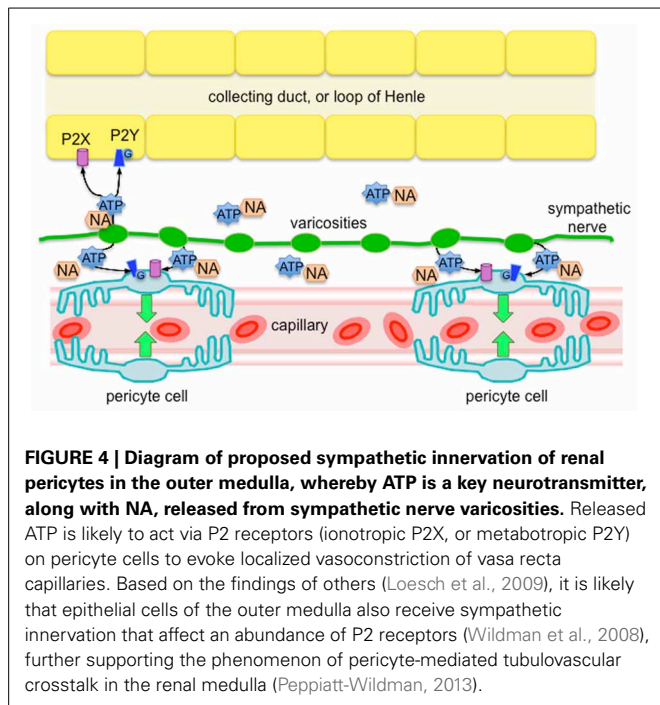 collecting duct, or loop of Henle
P2X
P2Y
G
ATP
NA
ATP NA
ATP NA
varicosities
sympathetic
nerve
NA
ATP
G
ATP
NA
ATP
NA
NA
ATP
G
ATP
NA
capillary
pericyte cell
pericyte cell
FIGURE 4 | Diagram of proposed sympathetic innervation of renal
pericytes in the outer medulla, whereby ATP is a key neurotransmitter,
along with NA, released from sympathetic nerve varicosities. Released
ATP is likely to act via P2 receptors (ionotropic P2X, or metabotropic P2Y)
on pericyte cells to evoke localized vasoconstriction of vasa recta
capillaries. Based on the findings of others (Loesch et al., 2009), it is likely
that epithelial cells of the outer medulla also receive sympathetic
innervation that affect an abundance of P2 receptors (Wildman et al., 2008),
further supporting the phenomenon of pericyte-mediated tubulovascular
crosstalk in the renal medulla (Peppiatt-Wildman, 2013).